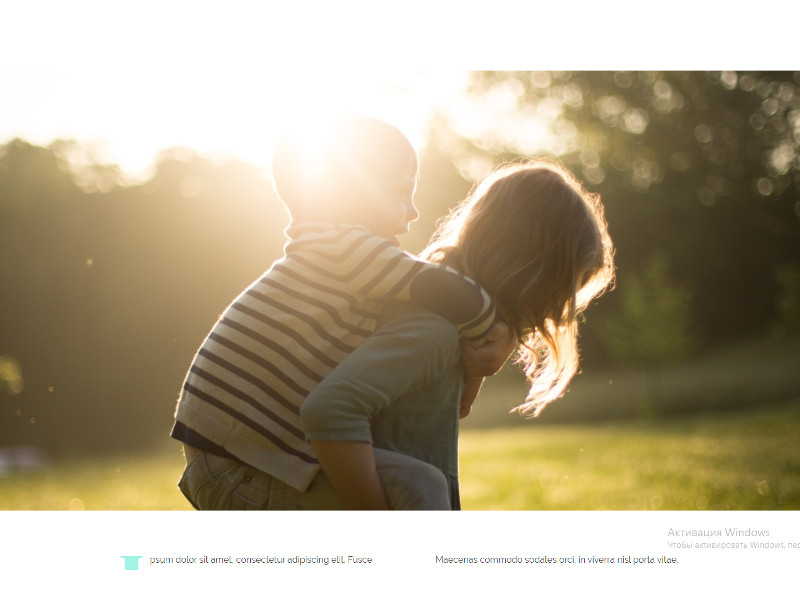 Активация Windows
Чтобы активировать Windows, пер
psum dolor sit amet, consectetur adipiscing elit. Fusce
Maecenas commodo sodales orci, in viverra nisl porta vitae.